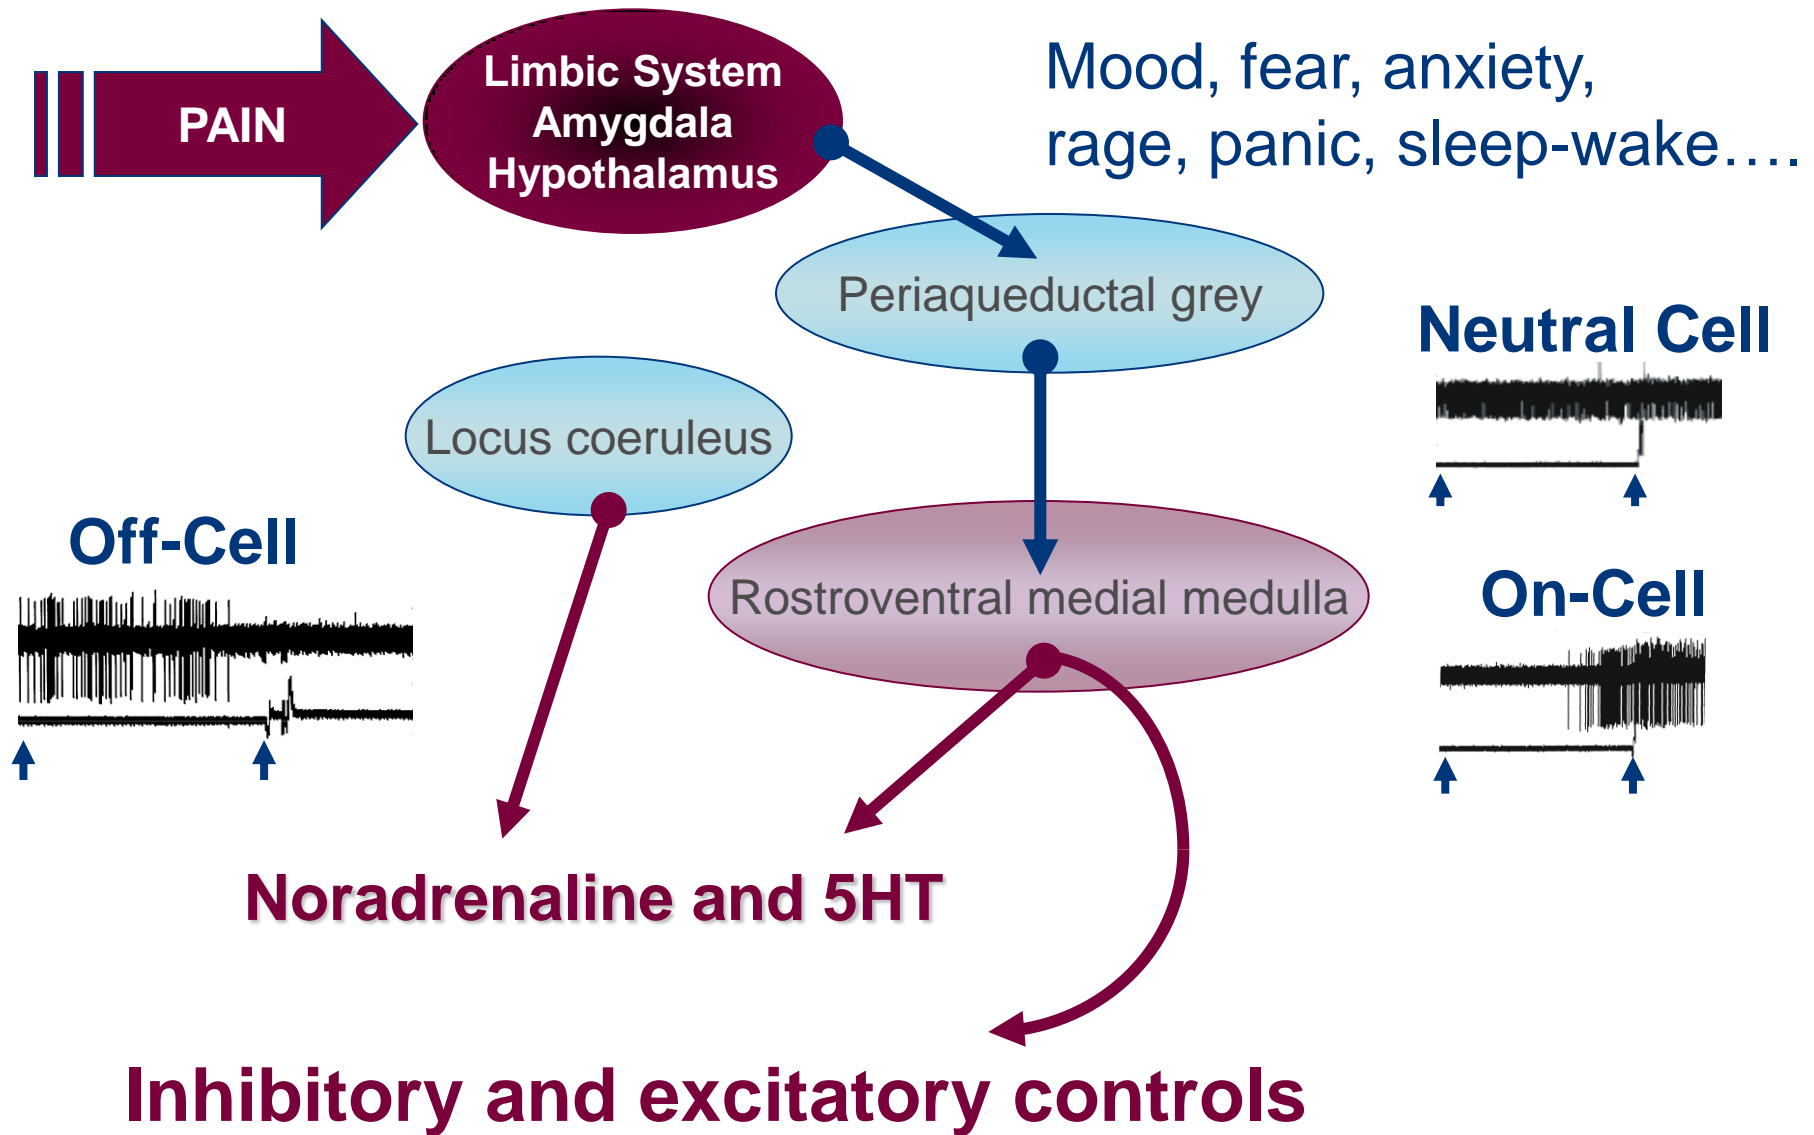 PAIN
Limbic System
Amygdala
Hypothalamus
Mood, fear, anxiety,
rage, panic, sleep-wake….
Periaqueductal grey
Neutral Cell
Locus coeruleus
Off-Cell
Rostroventral medial medulla
On-Cell
Noradrenaline and 5HT
Inhibitory and excitatory controls